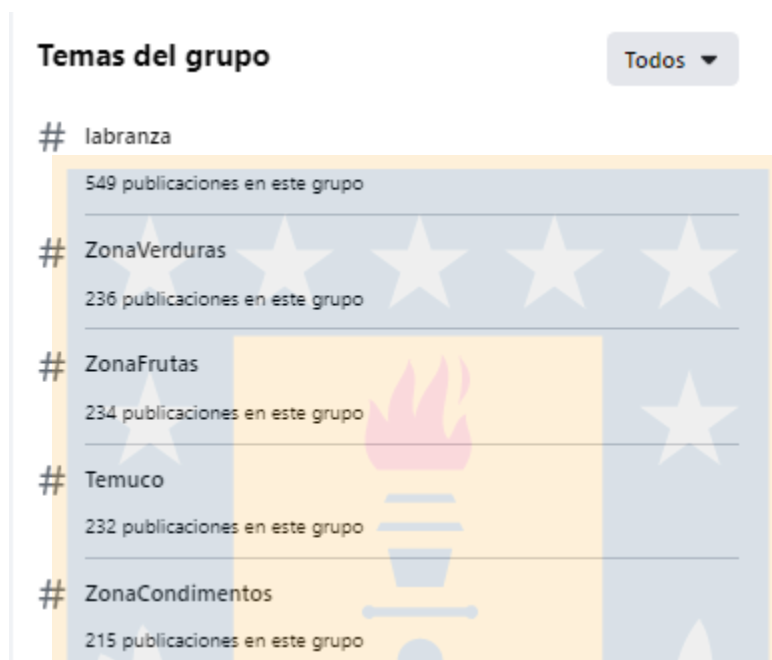 Temas del grupo
Todos
# labranza
549 publicaciones en este grupo
# ZonaVerduras
236 publicaciones en este grupo
# ZonaFrutas
234 publicaciones en este grupo
# Temuco
232 publicaciones en este grupo
# ZonaCondimentos
215 publicaciones en este grupo